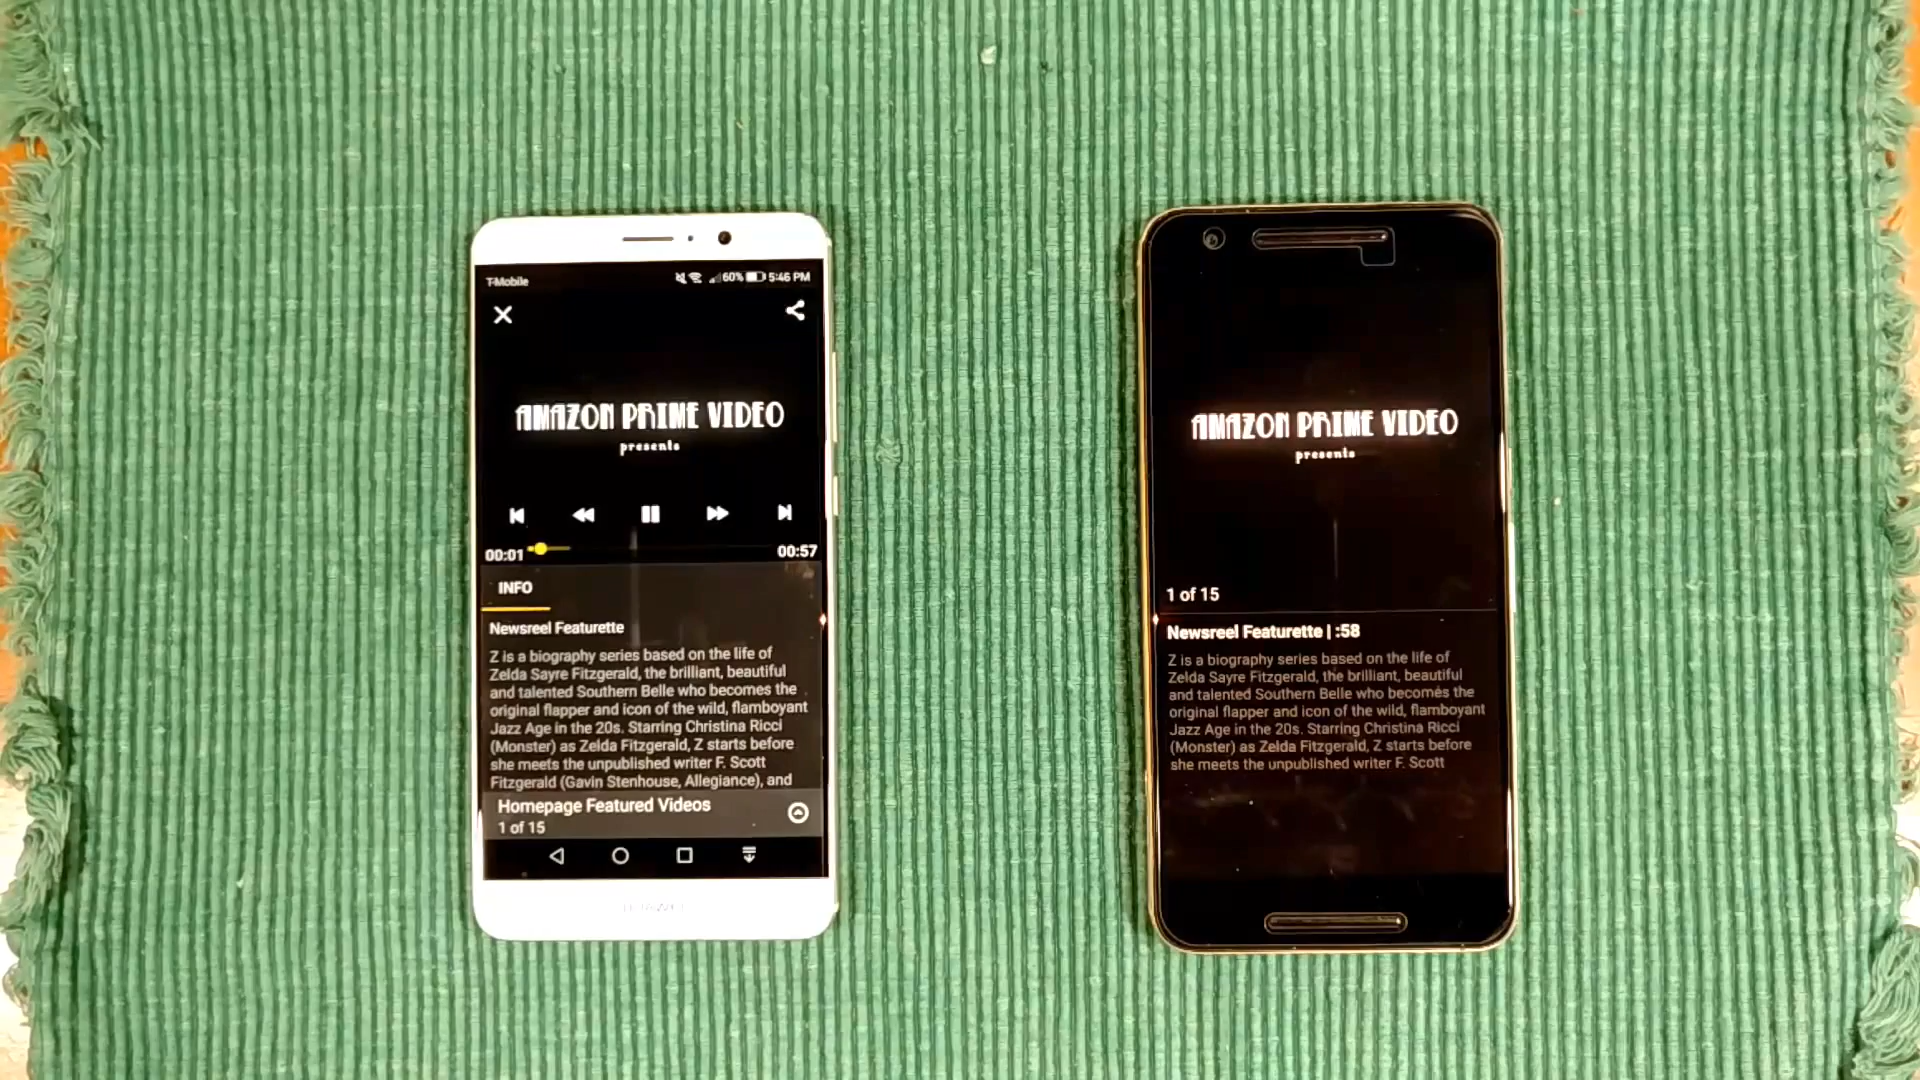 T-Mobile
60% 5:46 PM
AMAZON PRIME VIDEO
presents
00:01
00:57
INFO
Newsreel Featurette
Z is a biography series based on the life of
Zelda Sayre Fitzgerald, the brilliant, beautiful
and talented Southern Belle who becomes the
original flapper and icon of the wild, flamboyant
Jazz Age in the 20s. Starring Christina Ricci
(Monster) as Zelda Fitzgerald, Z starts before
she meets the unpublished writer F. Scott
Fitzgerald (Gavin Stenhouse, Allegiance), and
Homepage Featured Videos
1 of 15
AMAZON PRIME VIDEO
presents
1 of 15
Newsreel Featurette | :58
Z is a biography series based on the life of
Zelda Sayre Fitzgerald, the brilliant, beautiful
and talented Southern Belle who becomes the
original flapper and icon of the wild, flamboyant
Jazz Age in the 20s. Starring Christina Ricci
(Monster) as Zelda Fitzgerald, Z starts before
she meets the unpublished writer F. Scott